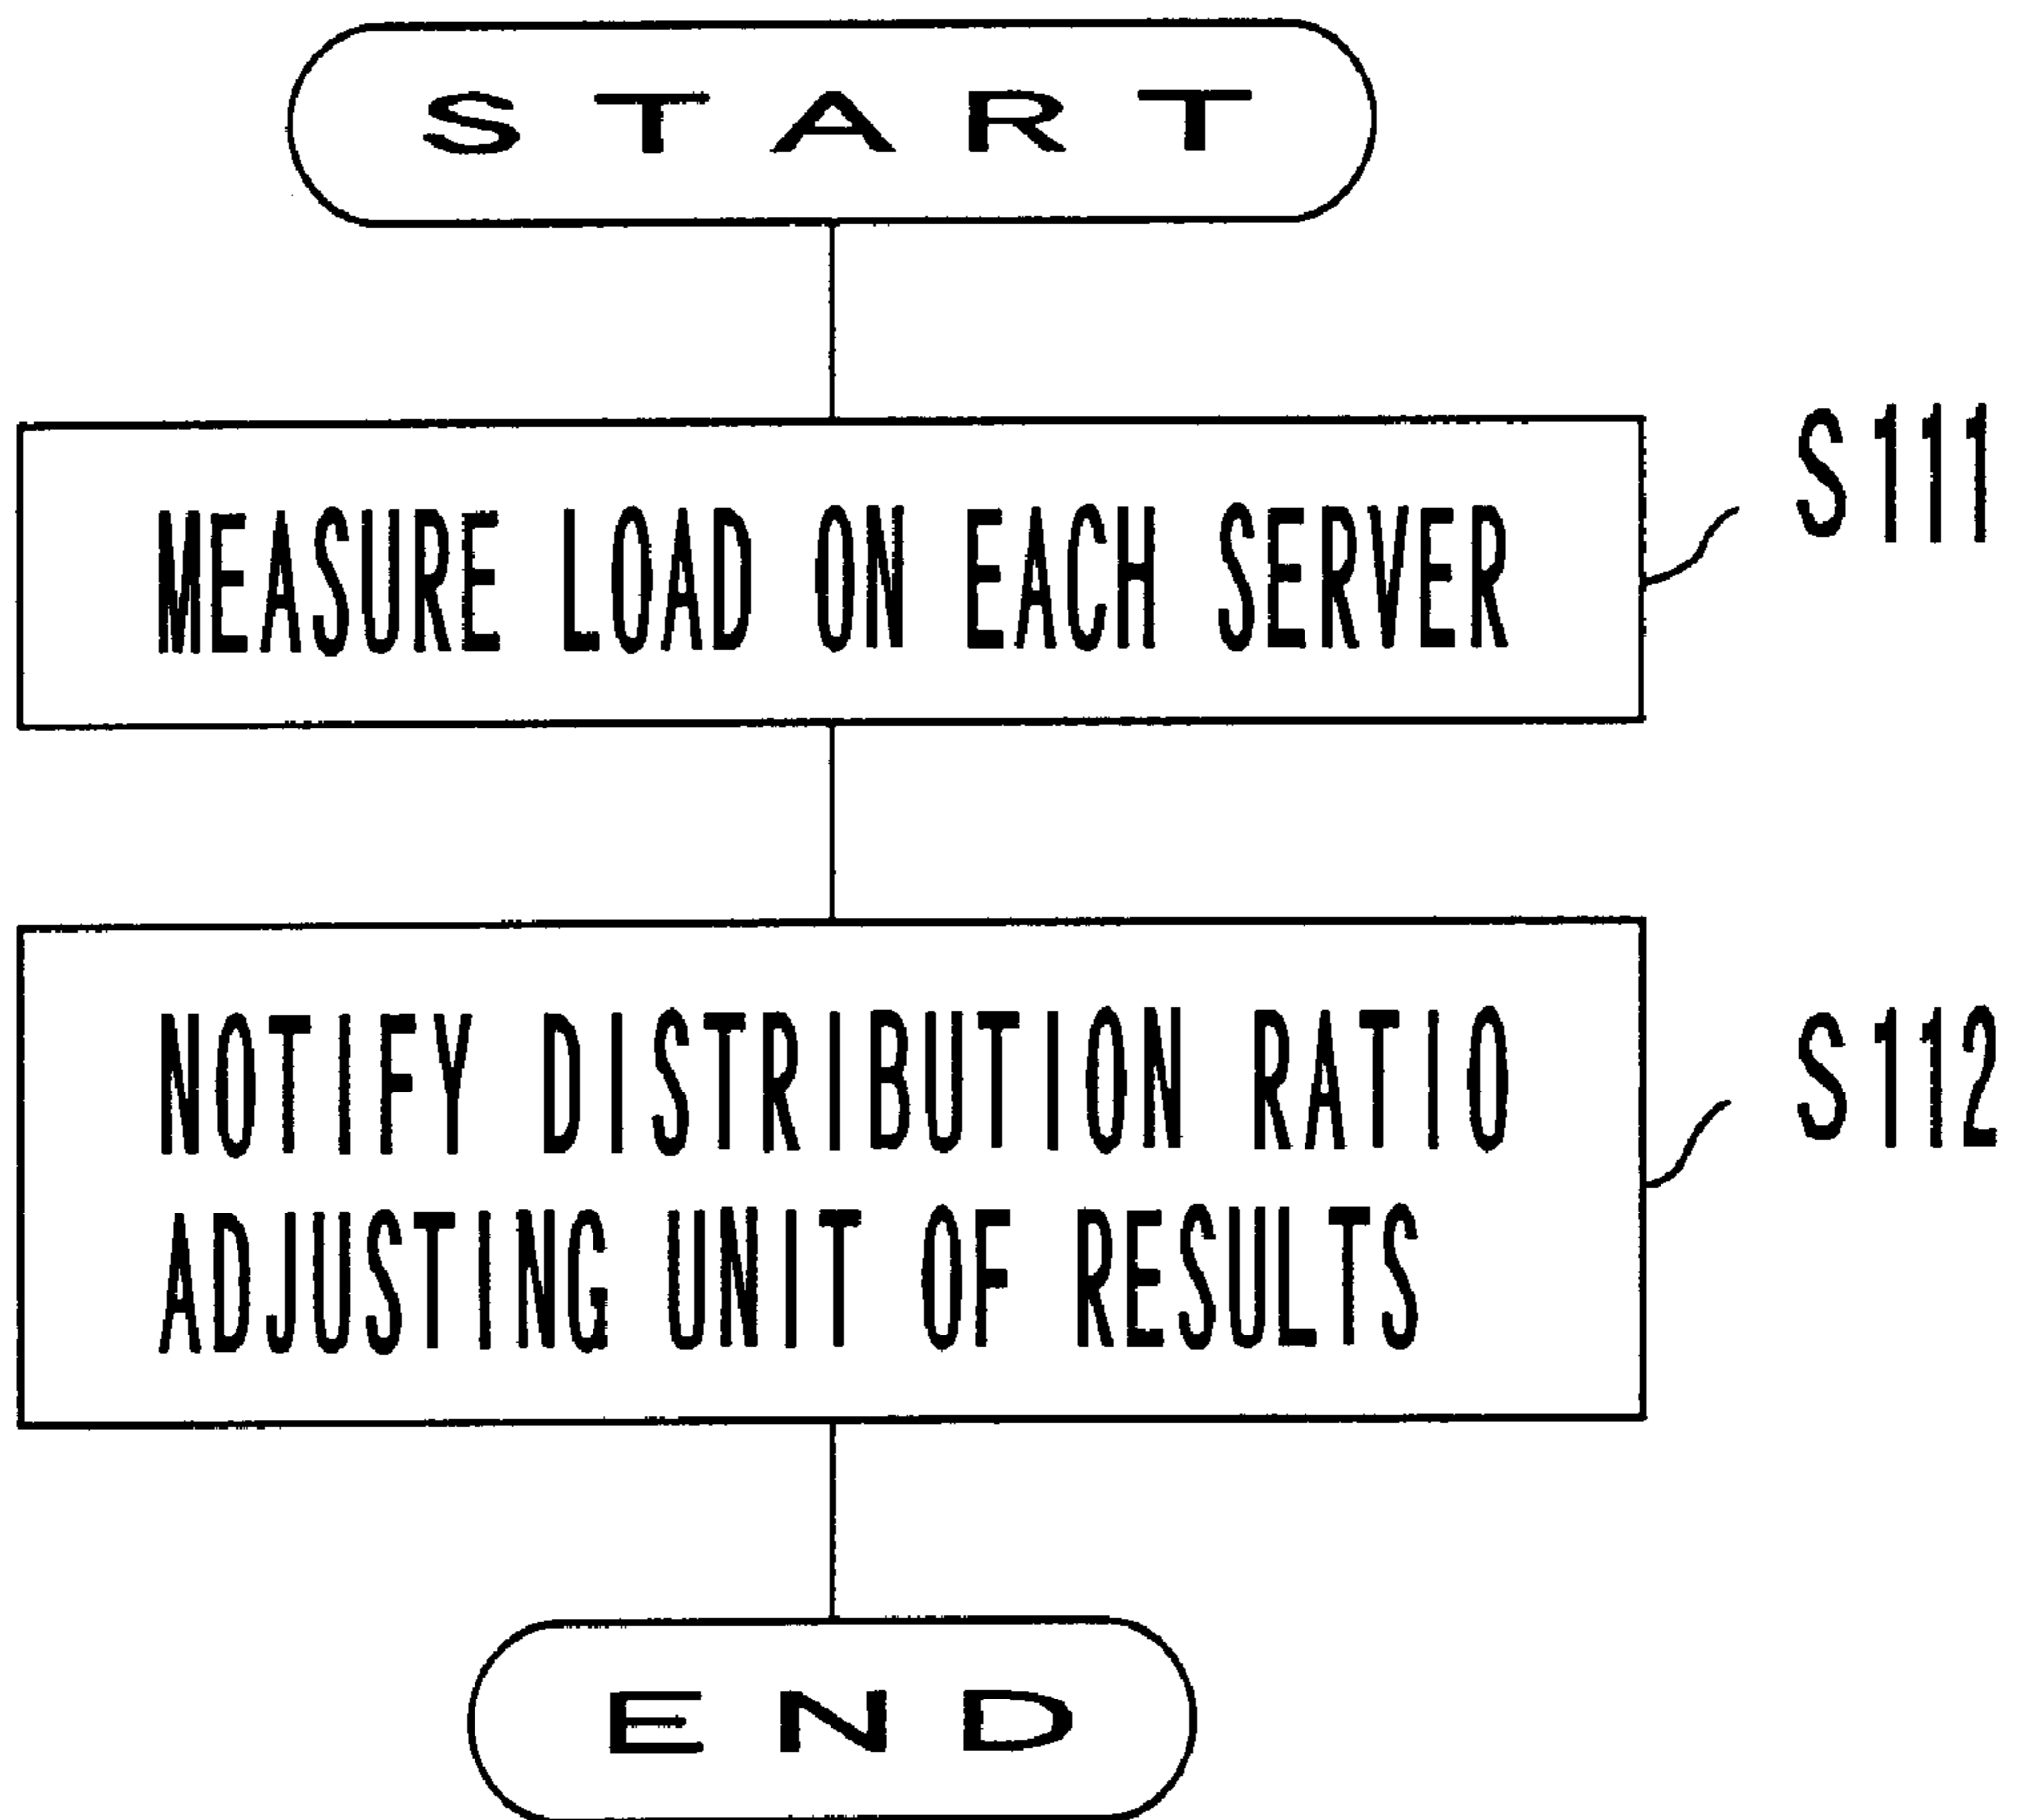 START
S111
MEASURE LOAD ON EACH SERVER
S112
NOTIFY DISTRIBUTION RATIO
ADJUSTING UNIT OF RESULTS
END